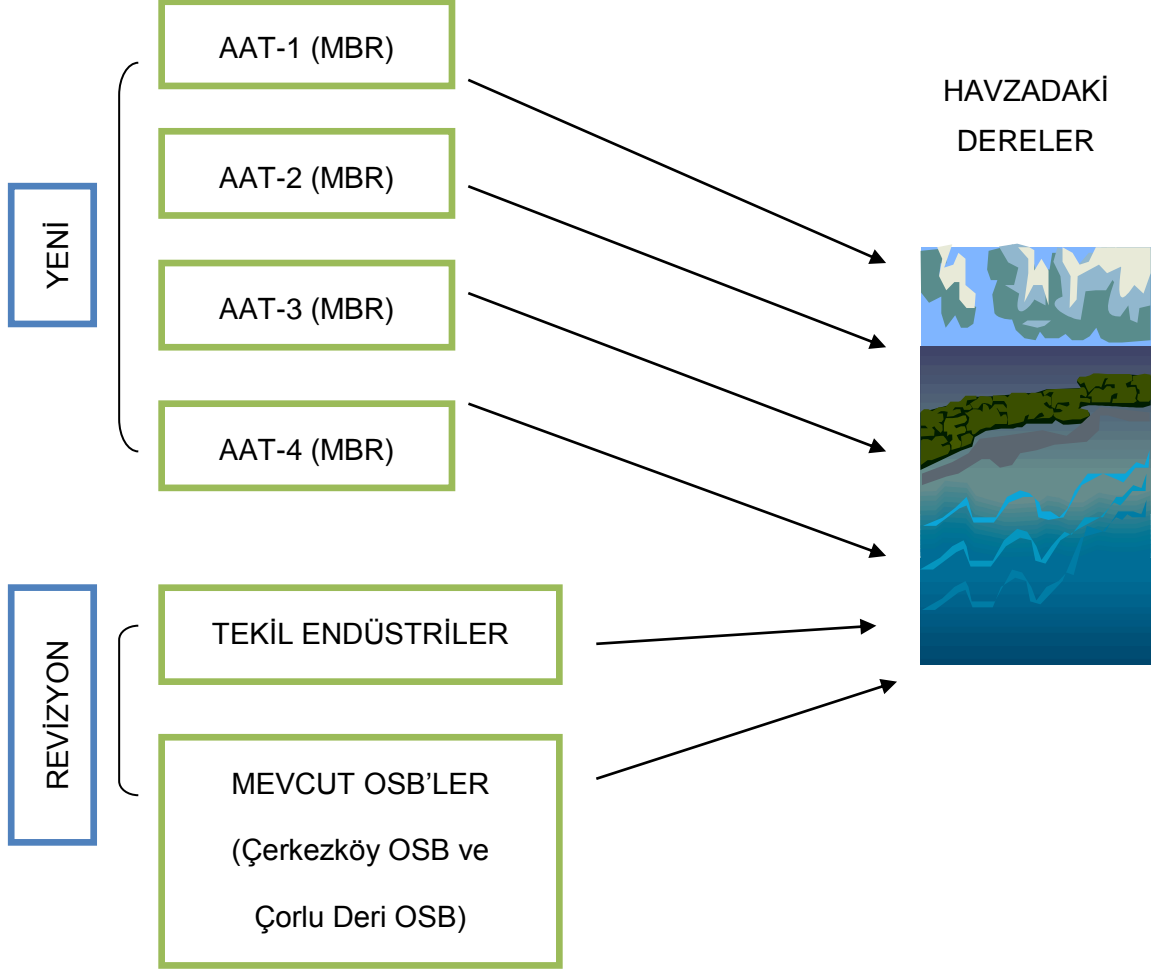 YENİ
AAT-1 (MBR)
AAT-2 (MBR)
AAT-3 (MBR)
AAT-4 (MBR)
REVİZYON
TEKİL ENDÜSTRİLER
MEVCUT OSB’LER
(Çerkezköy OSB ve
Çorlu Deri OSB)
HAVZADAKİ
DERELER